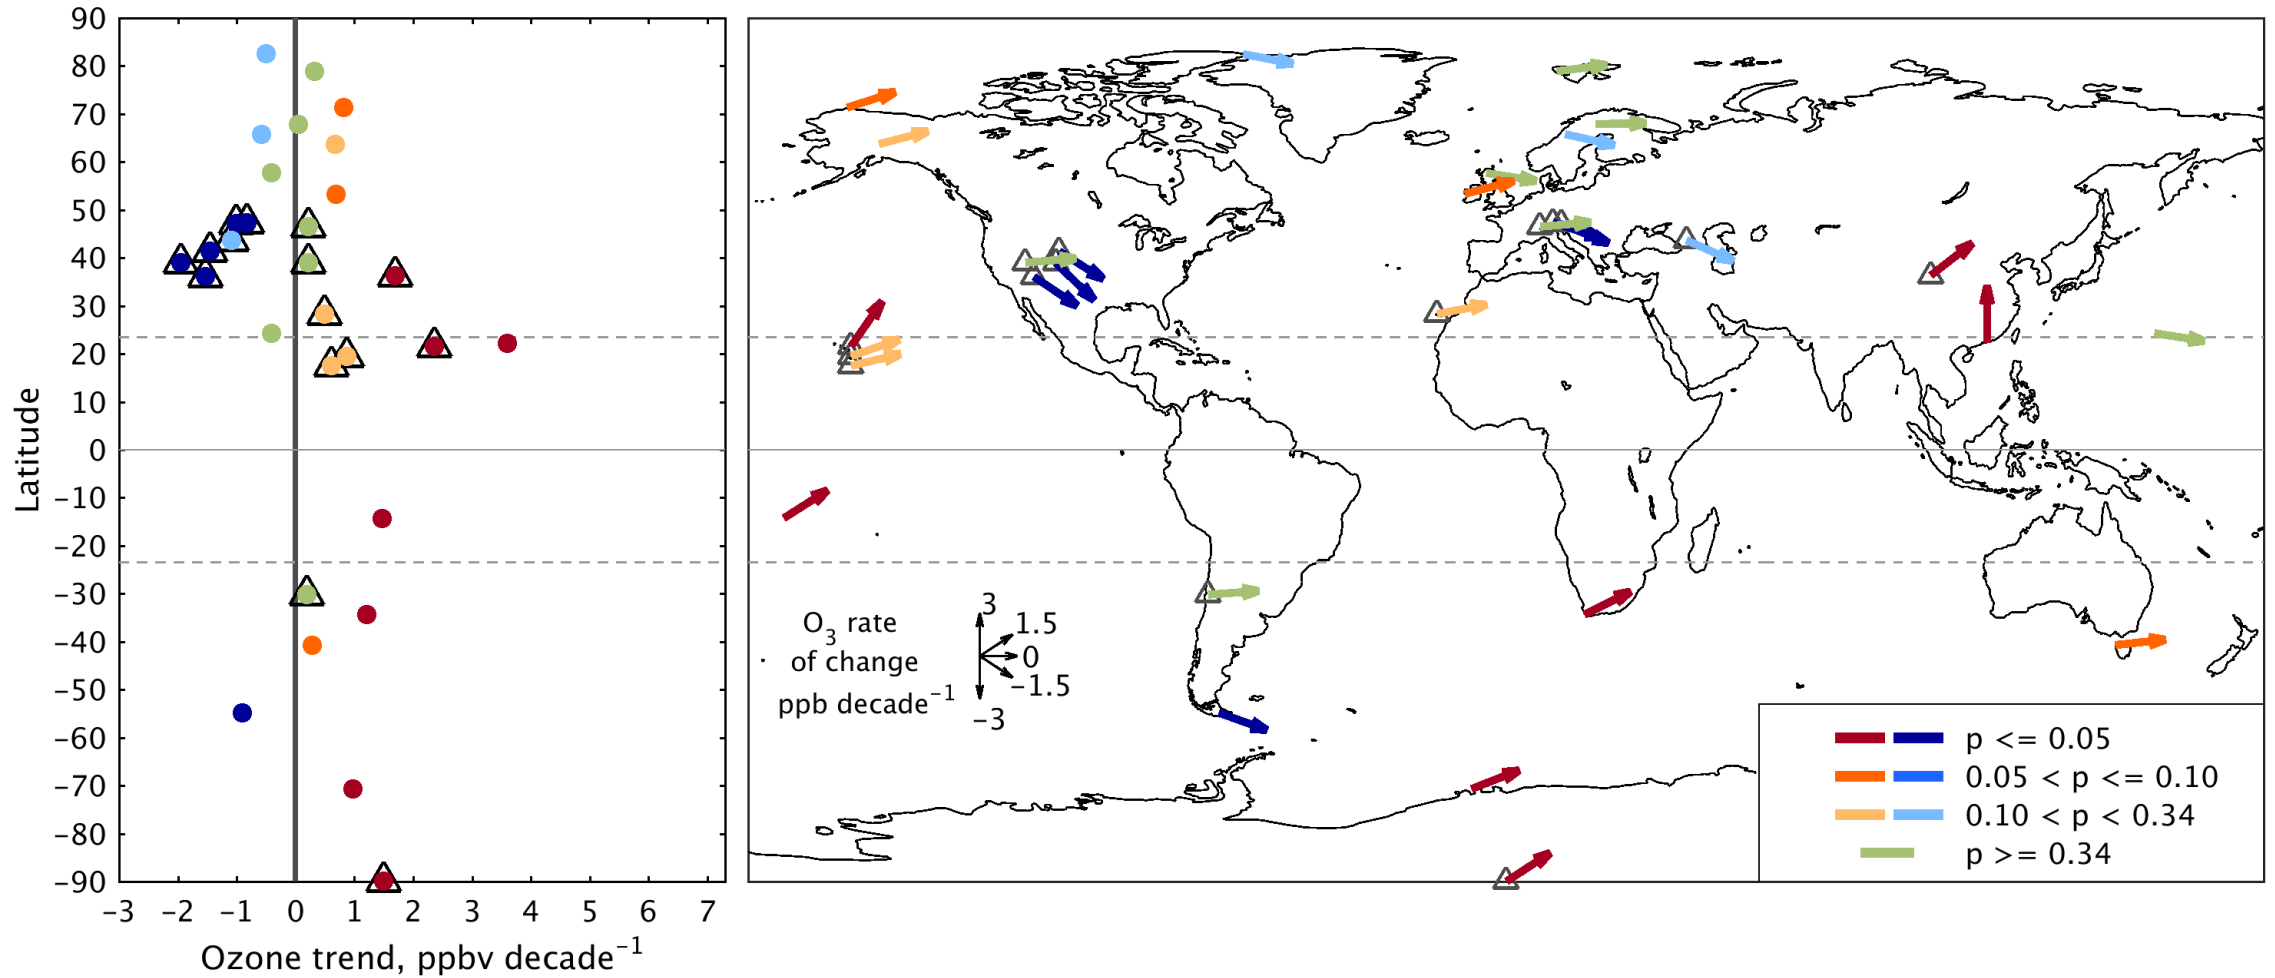 90
80
70
60
50
40
30
20
10
0
−10
−20
−30
−40
−50
−60
−70
−80
−90
Latitude
−3 −2 −1 0 1 2 3 4 5 6 7
Ozone trend, ppbv decade⁻¹
O₃ rate
of change
ppb decade⁻¹
3
1.5
0
−1.5
−3
p <= 0.05
0.05 < p <= 0.10
0.10 < p < 0.34
p >= 0.34